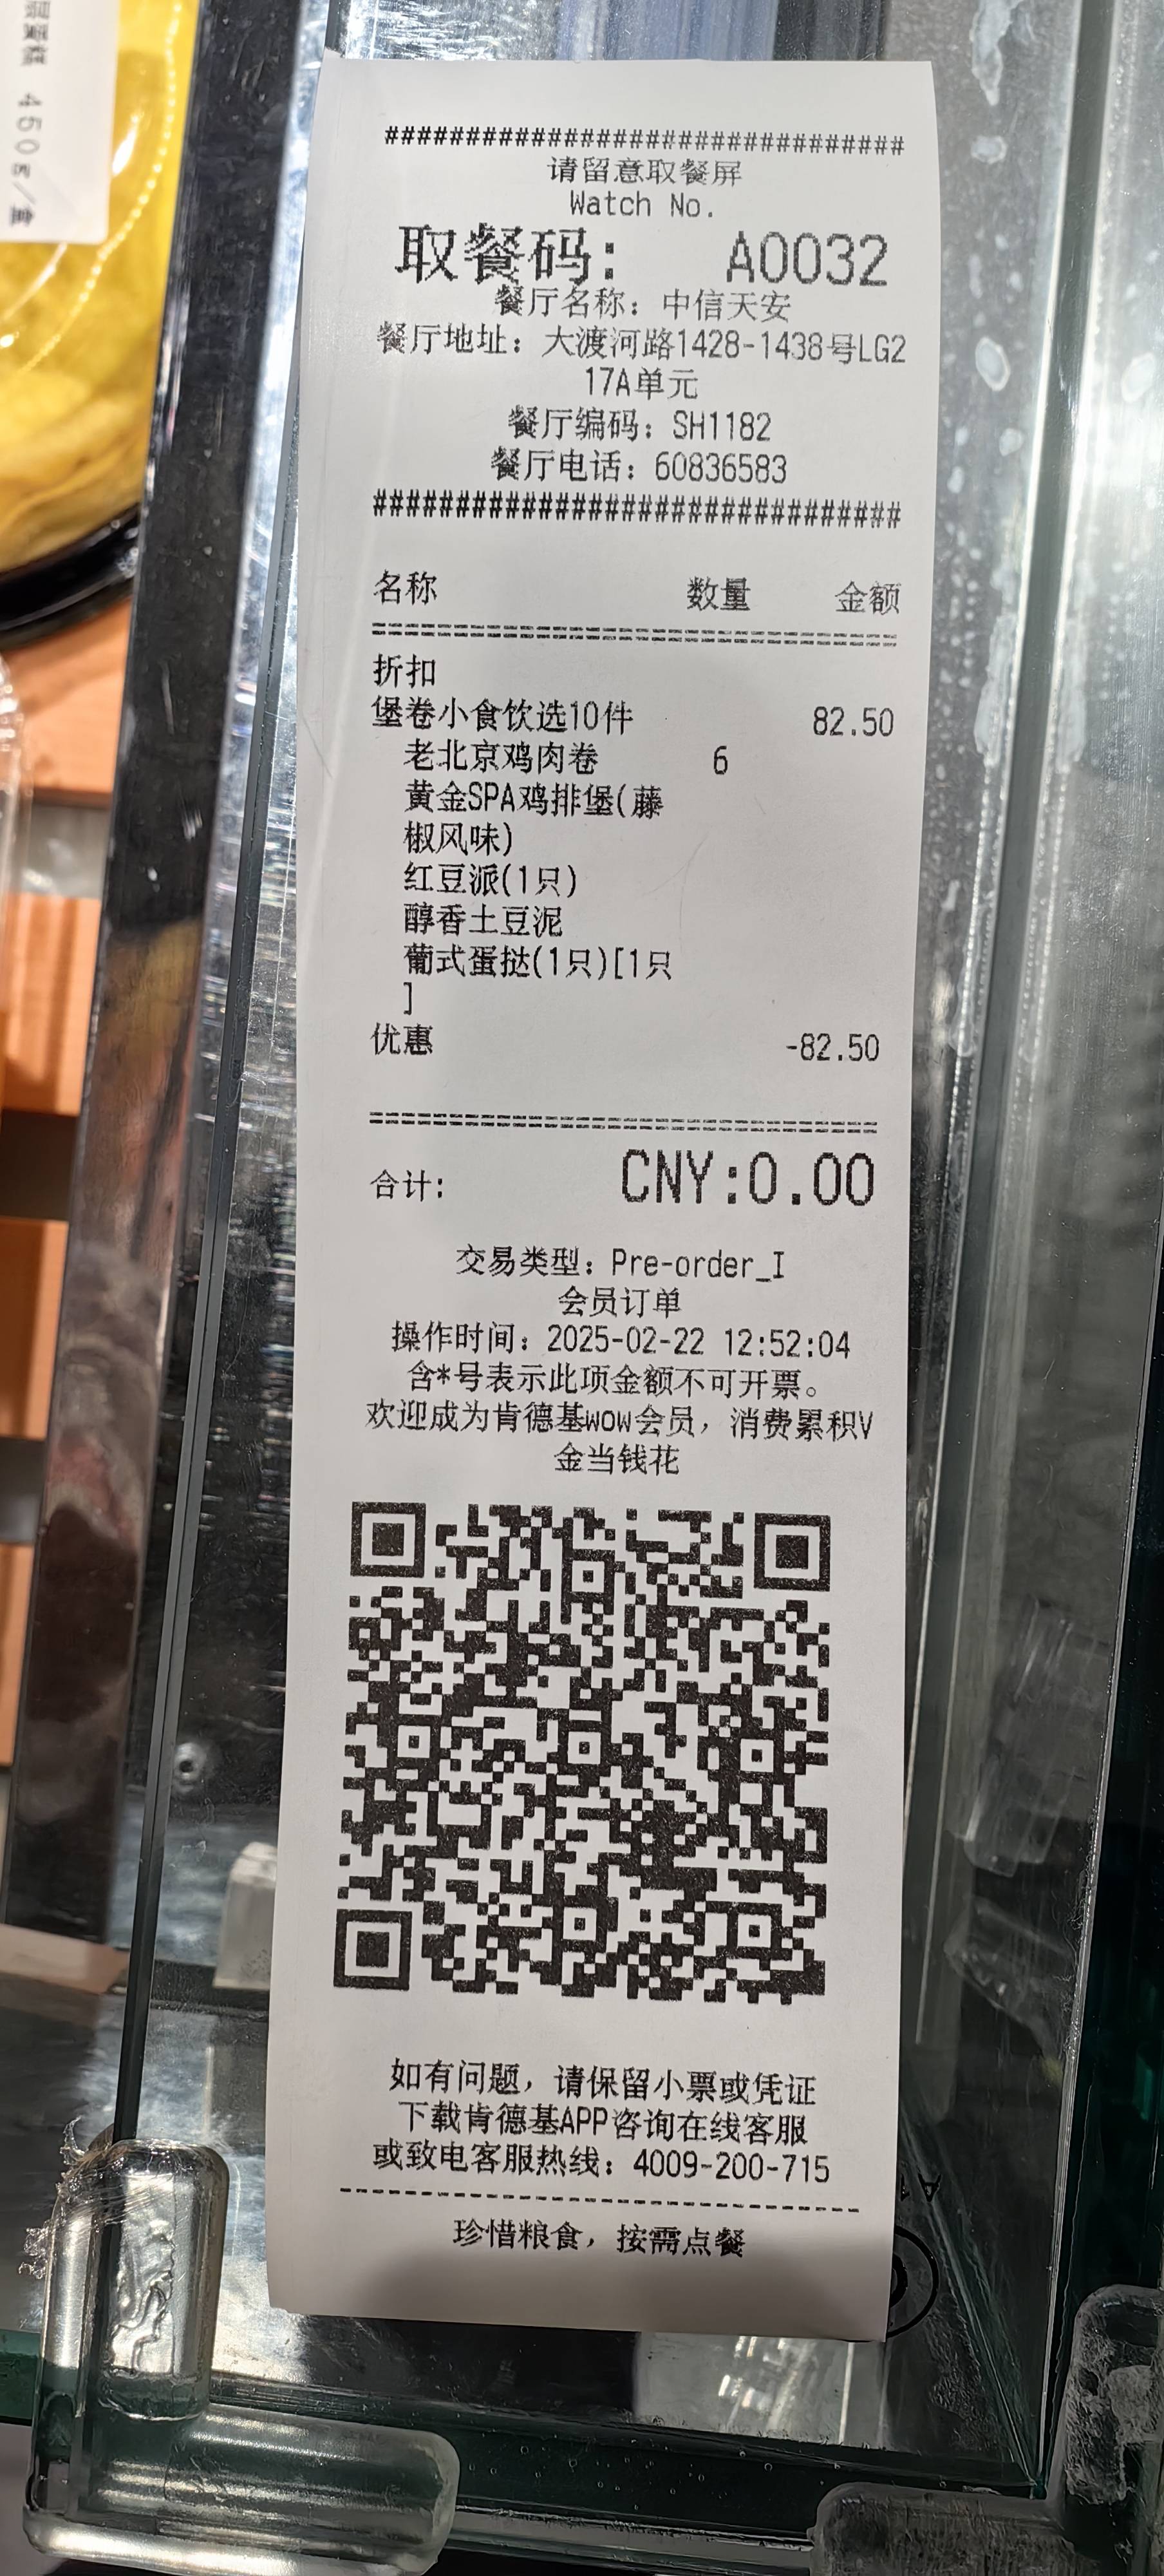 450g/盒
################################
请留意取餐屏
Watch No.
取餐码: A0032
餐厅名称: 中信天安
餐厅地址: 大渡河路1428-1438号LG2
17A单元
餐厅编码: SH1182
餐厅电话: 60836583
################################
名称 数量 金额
折扣
堡卷小食饮选10件 82.50
老北京鸡肉卷 6
黄金SPA鸡排堡(藤
椒风味)
红豆派(1只)
醇香土豆泥
葡式蛋挞(1只)[1只
]
优惠 -82.50
合计: CNY:0.00
交易类型: Pre-order_I
会员订单
操作时间: 2025-02-22 12:52:04
含*号表示此项金额不可开票。
欢迎成为肯德基wow会员, 消费累积V
金当钱花
如有问题, 请保留小票或凭证
下载肯德基APP咨询在线客服
或致电客服热线: 4009-200-715
珍惜粮食, 按需点餐